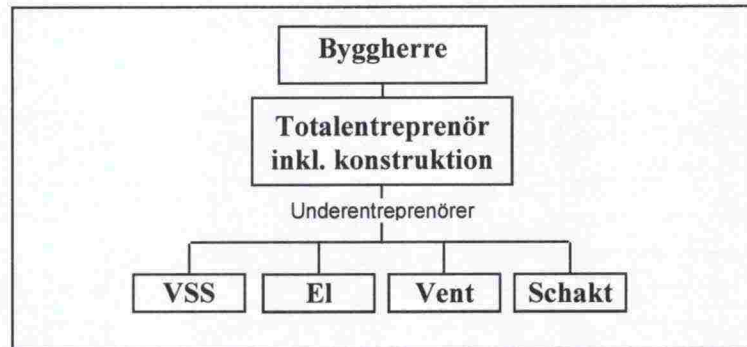 Byggherre
Totalentreprenör
inkl. konstruktion
Underentreprenörer
VSS El Vent Schakt